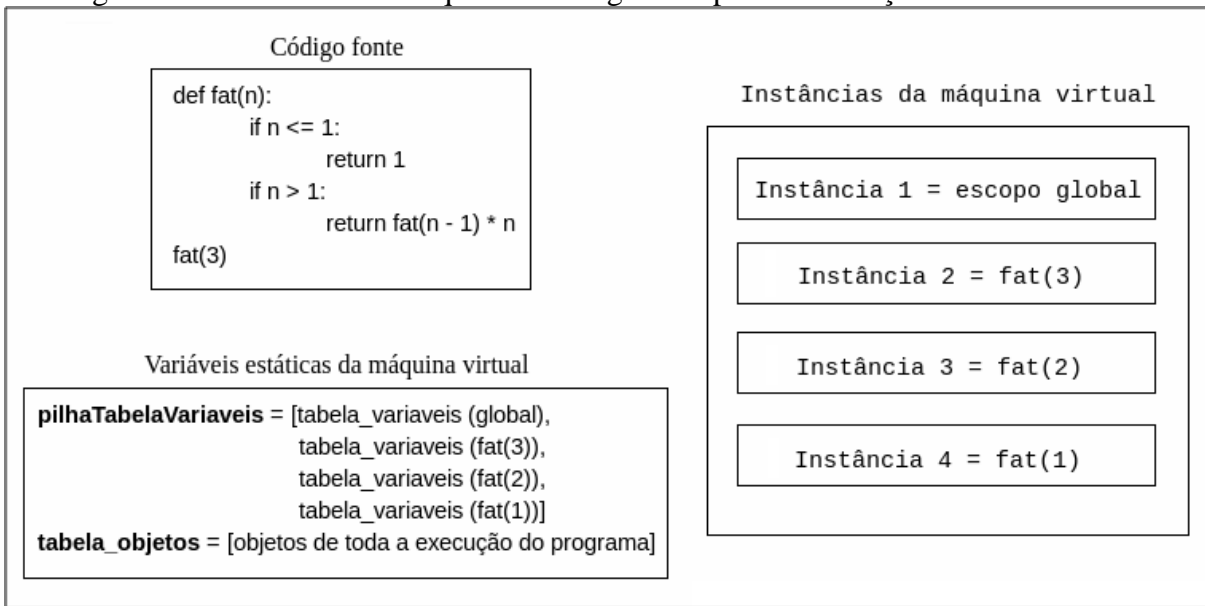 Código fonte
def fat(n):
if n <= 1:
return 1
if n > 1:
return fat(n - 1) * n
fat(3)
Variáveis estáticas da máquina virtual
pilhaTabelaVariaveis = [tabela_variaveis (global),
tabela_variaveis (fat(3)),
tabela_variaveis (fat(2)),
tabela_variaveis (fat(1))]
tabela_objetos = [objetos de toda a execução do programa]
Instâncias da máquina virtual
Instância 1 = escopo global
Instância 2 = fat(3)
Instância 3 = fat(2)
Instância 4 = fat(1)